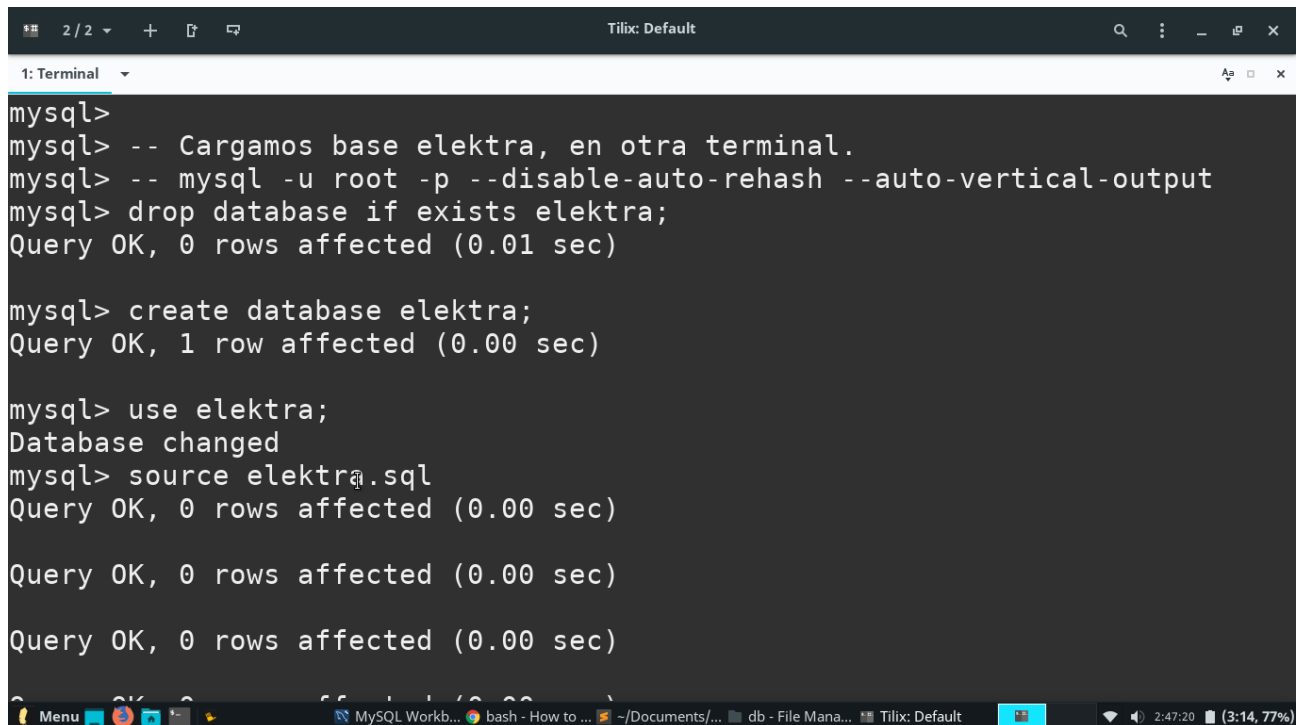 2 / 2
Tilix: Default
1: Terminal
mysql>
mysql> -- Cargamos base elektra, en otra terminal.
mysql> -- mysql -u root -p --disable-auto-rehash --auto-vertical-output
mysql> drop database if exists elektra;
Query OK, 0 rows affected (0.01 sec)
mysql> create database elektra;
Query OK, 1 row affected (0.00 sec)
mysql> use elektra;
Database changed
mysql> source elektra.sql
Query OK, 0 rows affected (0.00 sec)
Query OK, 0 rows affected (0.00 sec)
Query OK, 0 rows affected (0.00 sec)
Menu MySQL Workb... bash - How to ... ~/Documents/... db - File Mana... Tilix: Default 2:47:20 (3:14, 77%)